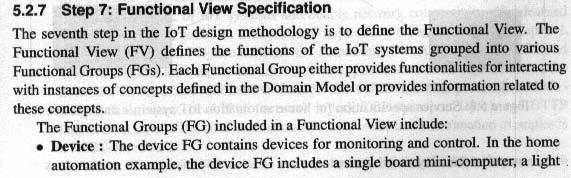 5.2.7 Step 7: Functional View Specification
The seventh step in the IoT design methodology is to define the Functional View. The
Functional View (FV) defines the functions of the IoT systems grouped into various
Functional Groups (FGs). Each Functional Group either provides functionalities for interacting
with instances of concepts defined in the Domain Model or provides information related to
these concepts.
The Functional Groups (FG) included in a Functional View include:
• Device : The device FG contains devices for monitoring and control. In the home
automation example, the device FG includes a single board mini-computer, a light